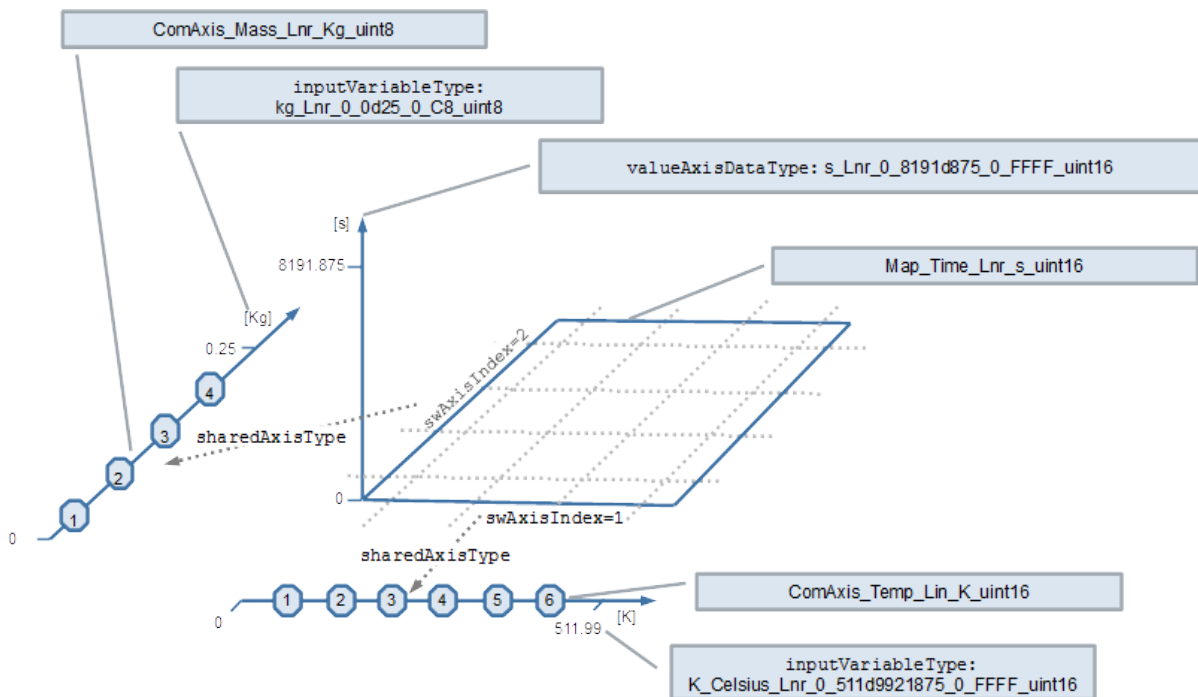 ComAxis_Mass_Lnr_Kg_uint8
inputVariableType:
kg_Lnr_0_0d25_0_C8_uint8
valueAxisDataType: s_Lnr_0_8191d875_0_FFFF_uint16
[s]
8191.875
Map_Time_Lnr_s_uint16
[Kg]
0.25
swAxisIndex=2
4
3
sharedAxisType
2
1
0
0
swAxisIndex=1
sharedAxisType
1 2 3 4 5 6
ComAxis_Temp_Lin_K_uint16
0
511.99
[K]
inputVariableType:
K_Celsius_Lnr_0_511d9921875_0_FFFF_uint16